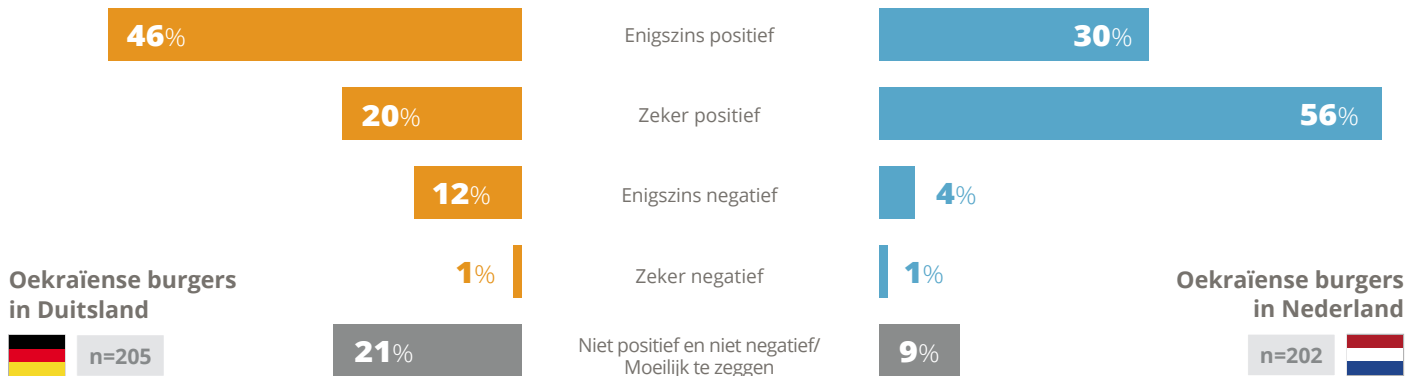 46% Enigszins positief 30%
20% Zeker positief 56%
12% Enigszins negatief 4%
1% Zeker negatief 1%
Oekraïense burgers
in Duitsland
n=205
Oekraïense burgers
in Nederland
n=202
21% Niet positief en niet negatief/ 9%
Moeilijk te zeggen